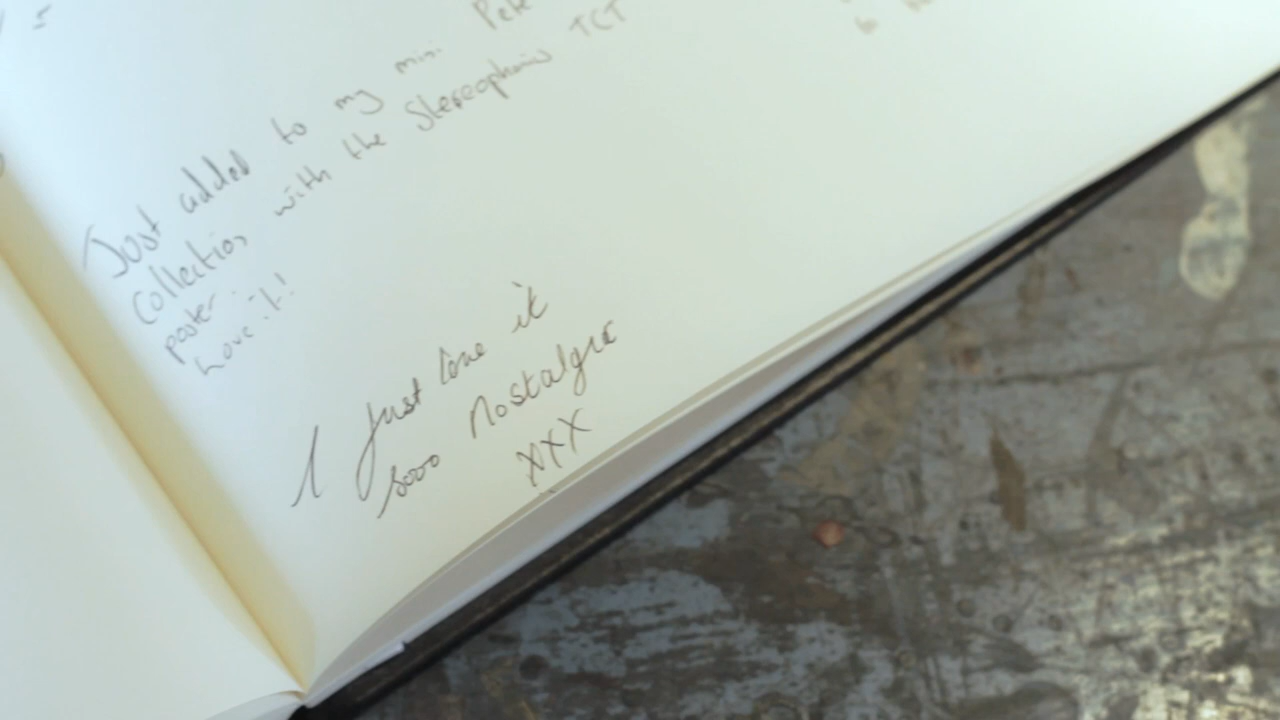 Just added to my mini Pete
Collection with the Stereophonics TCT
poster.
Love it!
I Just love it
sooo Nostalgic
XXX